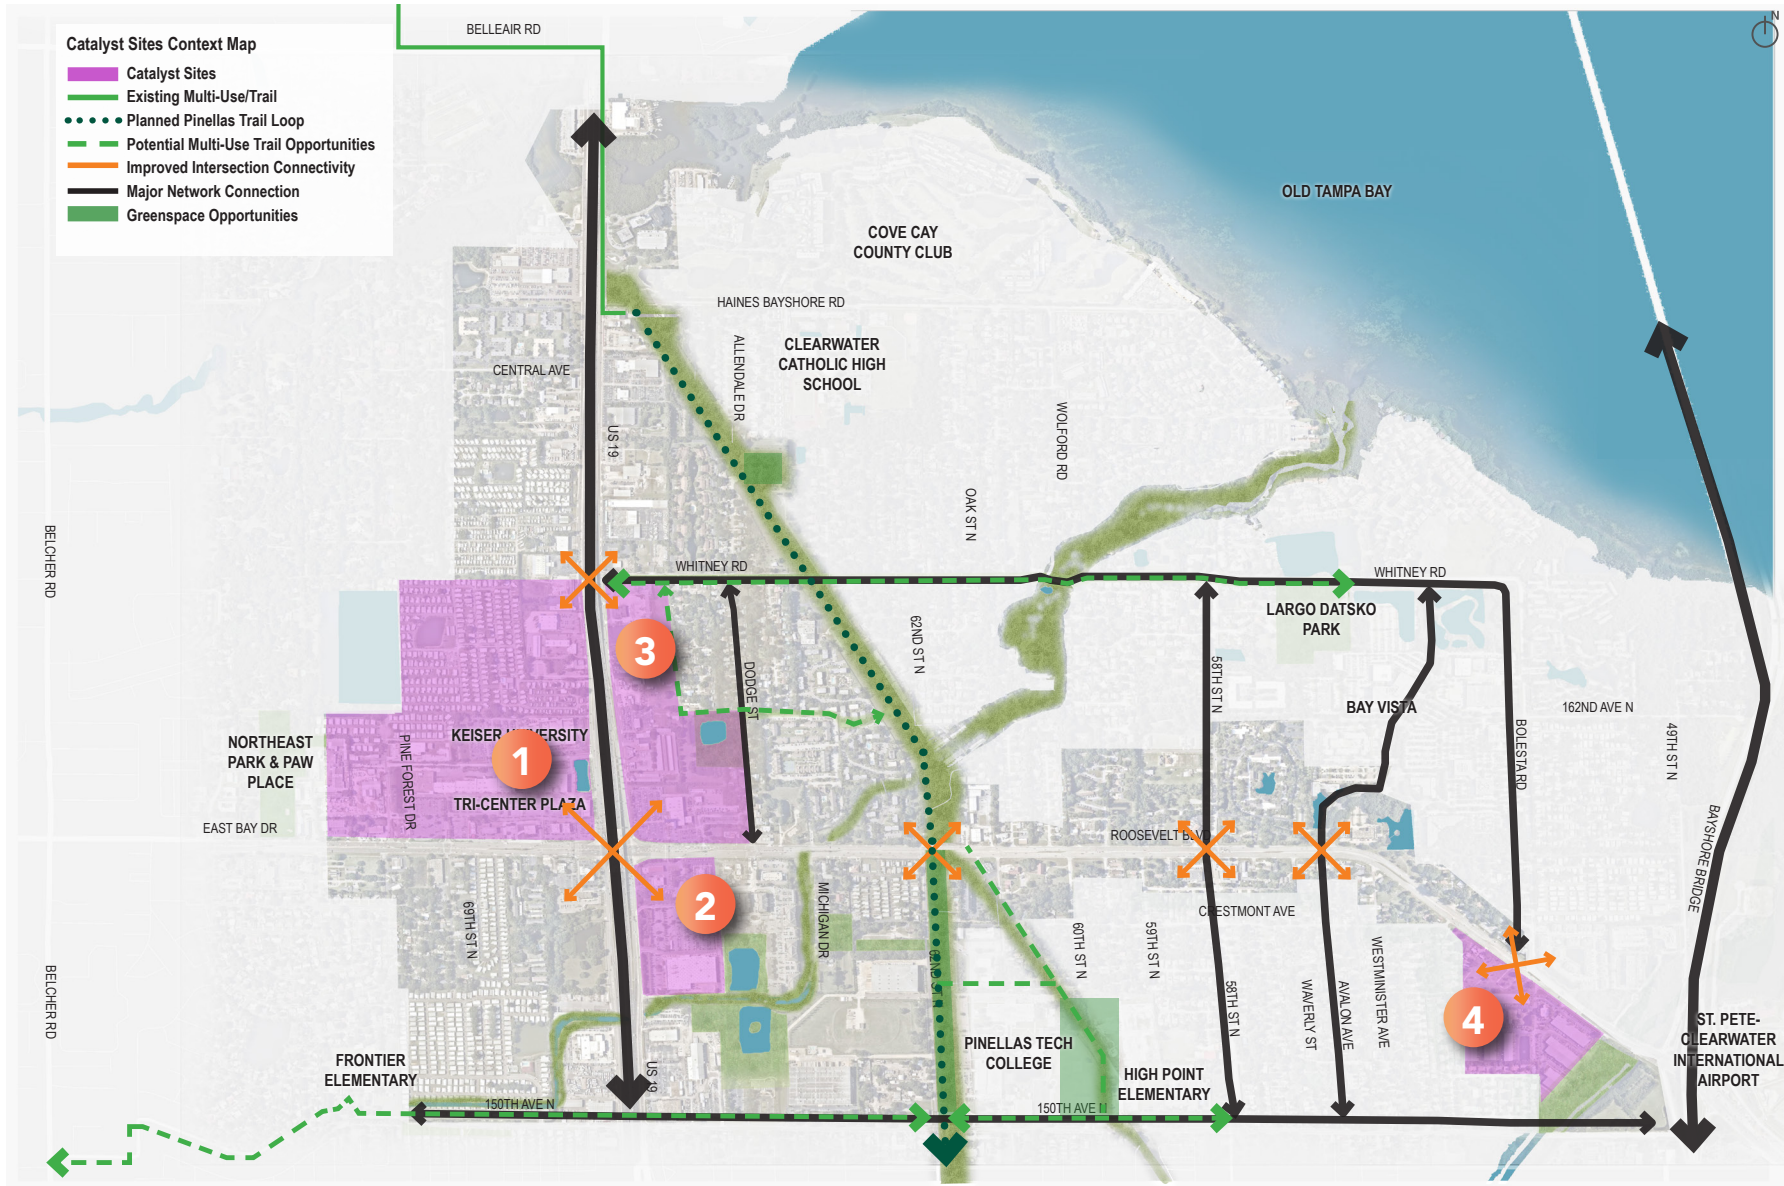 N
BELLEAIR RD
Catalyst Sites Context Map
Catalyst Sites
Existing Multi-Use/Trail
Planned Pinellas Trail Loop
Potential Multi-Use Trail Opportunities
Improved Intersection Connectivity
Major Network Connection
Greenspace Opportunities
OLD TAMPA BAY
COVE CAY
COUNTY CLUB
HAINES BAYSHORE RD
ALLENDALE DR
CLEARWATER
CATHOLIC HIGH
SCHOOL
CENTRAL AVE
US 19
WOLFORD RD
OAK ST N
BELCHER RD
WHITNEY RD
WHITNEY RD
LARGO DATSKO
PARK
3
62ND ST N
58TH ST N
DODGE ST
BAY VISTA
162ND AVE N
BOLESTA RD
49TH ST N
NORTHEAST
PARK & PAW
PLACE
PINE FOREST DR
KEISER UNIVERSITY
1
TRI-CENTER PLAZA
EAST BAY DR
ROOSEVELT BLVD
BAYSHORE BRIDGE
2
MICHIGAN DR
69TH ST N
CRESTMONT AVE
60TH ST N
59TH ST N
62ND ST N
58TH ST N
WAVERLY ST
AVALON AVE
WESTMINISTER AVE
BELCHER RD
4
ST. PETE-
CLEARWATER
INTERNATIONAL
AIRPORT
PINELLAS TECH
COLLEGE
FRONTIER
ELEMENTARY
US 19
HIGH POINT
ELEMENTARY
150TH AVE N
150TH AVE N